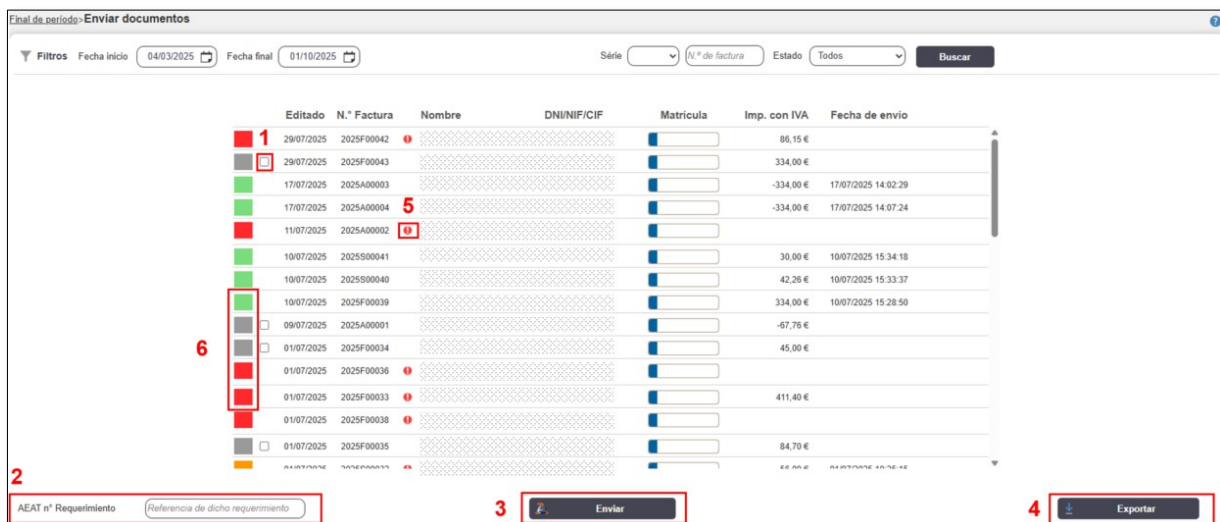 Final de período>Enviar documentos
Filtros Fecha inicio 04/03/2025 Fecha final 01/10/2025 Série N.º de factura Estado Todos Buscar
Editado N.° Factura Nombre DNI/NIF/CIF Matrícula Imp. con IVA Fecha de envio
1 29/07/2025 2025F00042 86,15 €
29/07/2025 2025F00043 334,00 €
17/07/2025 2025A00003 -334,00 € 17/07/2025 14:02:29
17/07/2025 2025A00004 5 -334,00 € 17/07/2025 14:07:24
11/07/2025 2025A00002
10/07/2025 2025S00041 30,00 € 10/07/2025 15:34:18
10/07/2025 2025S00040 42,26 € 10/07/2025 15:33:37
10/07/2025 2025F00039 334,00 € 10/07/2025 15:28:50
09/07/2025 2025A00001 -67,76 €
6 01/07/2025 2025F00034 45,00 €
01/07/2025 2025F00036
01/07/2025 2025F00033 411,40 €
01/07/2025 2025F00038
01/07/2025 2025F00035 84,70 €
2
AEAT nº Requerimiento Referencia de dicho requerimiento 3 Enviar 4 Exportar